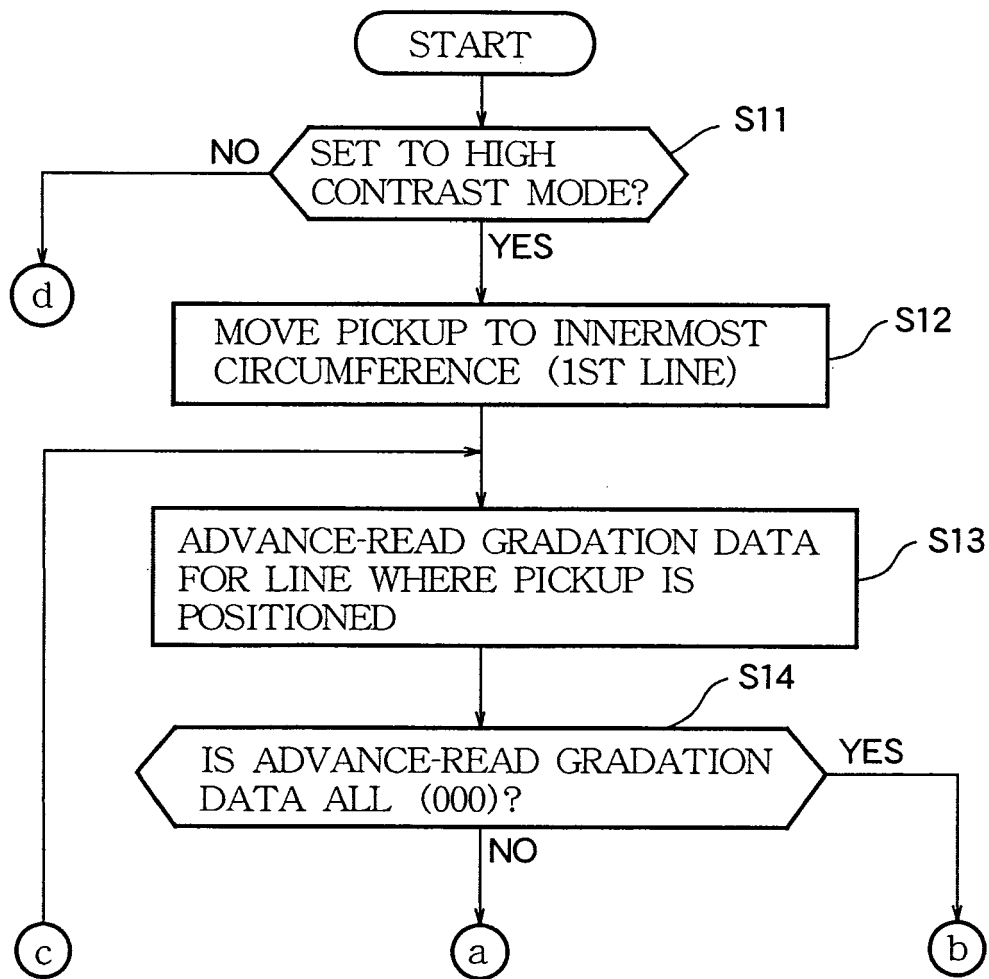 START
S11
NO
SET TO HIGH
CONTRAST MODE?
YES
d
S12
MOVE PICKUP TO INNERMOST
CIRCUMFERENCE (1ST LINE)
S13
ADVANCE-READ GRADATION DATA
FOR LINE WHERE PICKUP IS
POSITIONED
S14
IS ADVANCE-READ GRADATION
DATA ALL (000)?
YES
NO
c
a
b